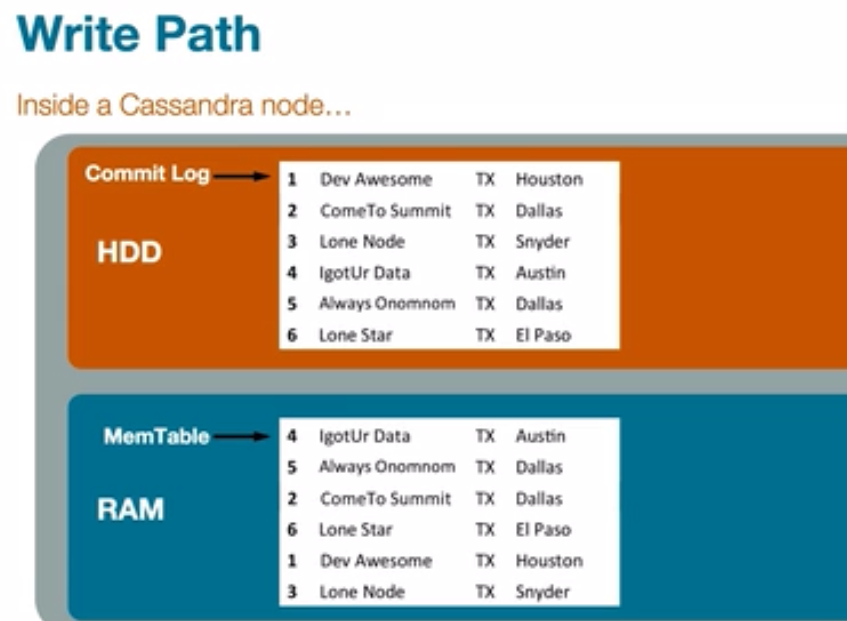 Write Path
Inside a Cassandra node...
Commit Log
HDD
1 Dev Awesome TX Houston
2 ComeTo Summit TX Dallas
3 Lone Node TX Snyder
4 IgotUr Data TX Austin
5 Always Onomnom TX Dallas
6 Lone Star TX El Paso
MemTable
RAM
4 IgotUr Data TX Austin
5 Always Onomnom TX Dallas
2 ComeTo Summit TX Dallas
6 Lone Star TX El Paso
1 Dev Awesome TX Houston
3 Lone Node TX Snyder